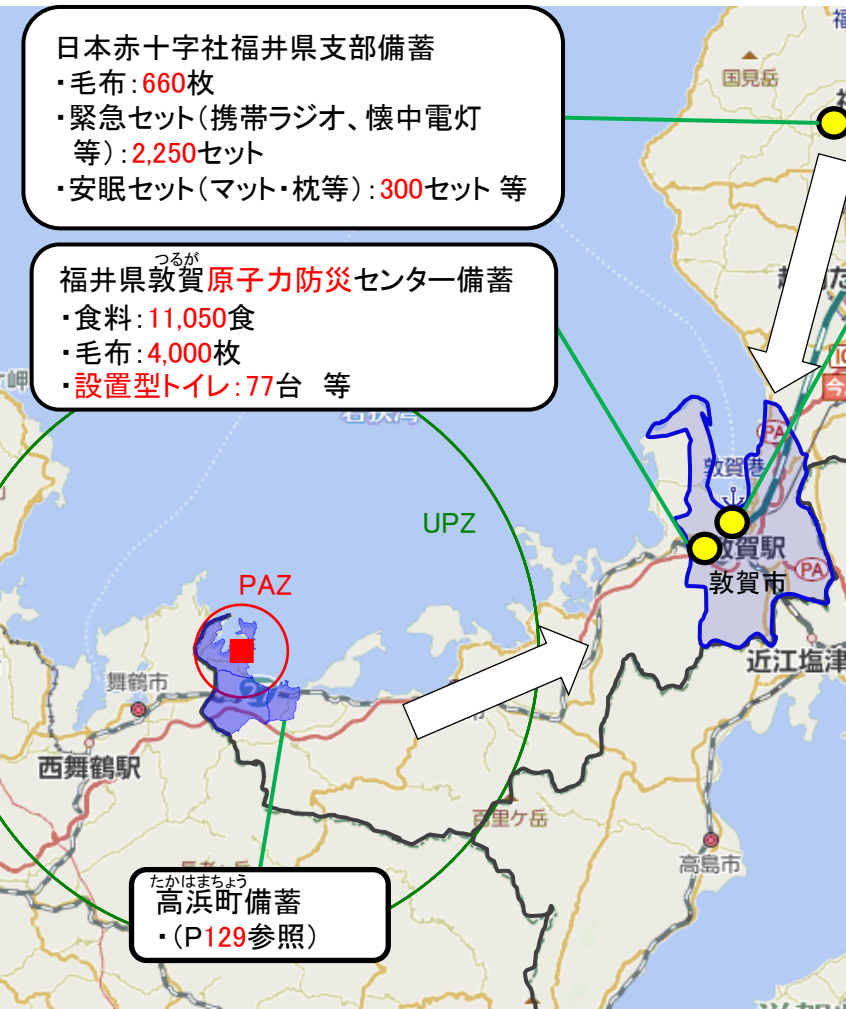 日本赤十字社福井県支部備蓄
・毛布：660枚
・緊急セット（携帯ラジオ、懐中電灯
等）：2,250セット
・安眠セット（マット・枕等）：300セット 等
国見岳
つるが
福井県敦賀原子力防災センター備蓄
・食料：11,050食
・毛布：4,000枚
・設置型トイレ：77台　等
岬
PA
敦賀港
UPZ
敦賀駅
PA
敦賀市
PAZ
近江塩津
舞鶴市
西舞鶴駅
百里ケ岳
高島市
たかはまちょう
高浜町備蓄
・（P129参照）